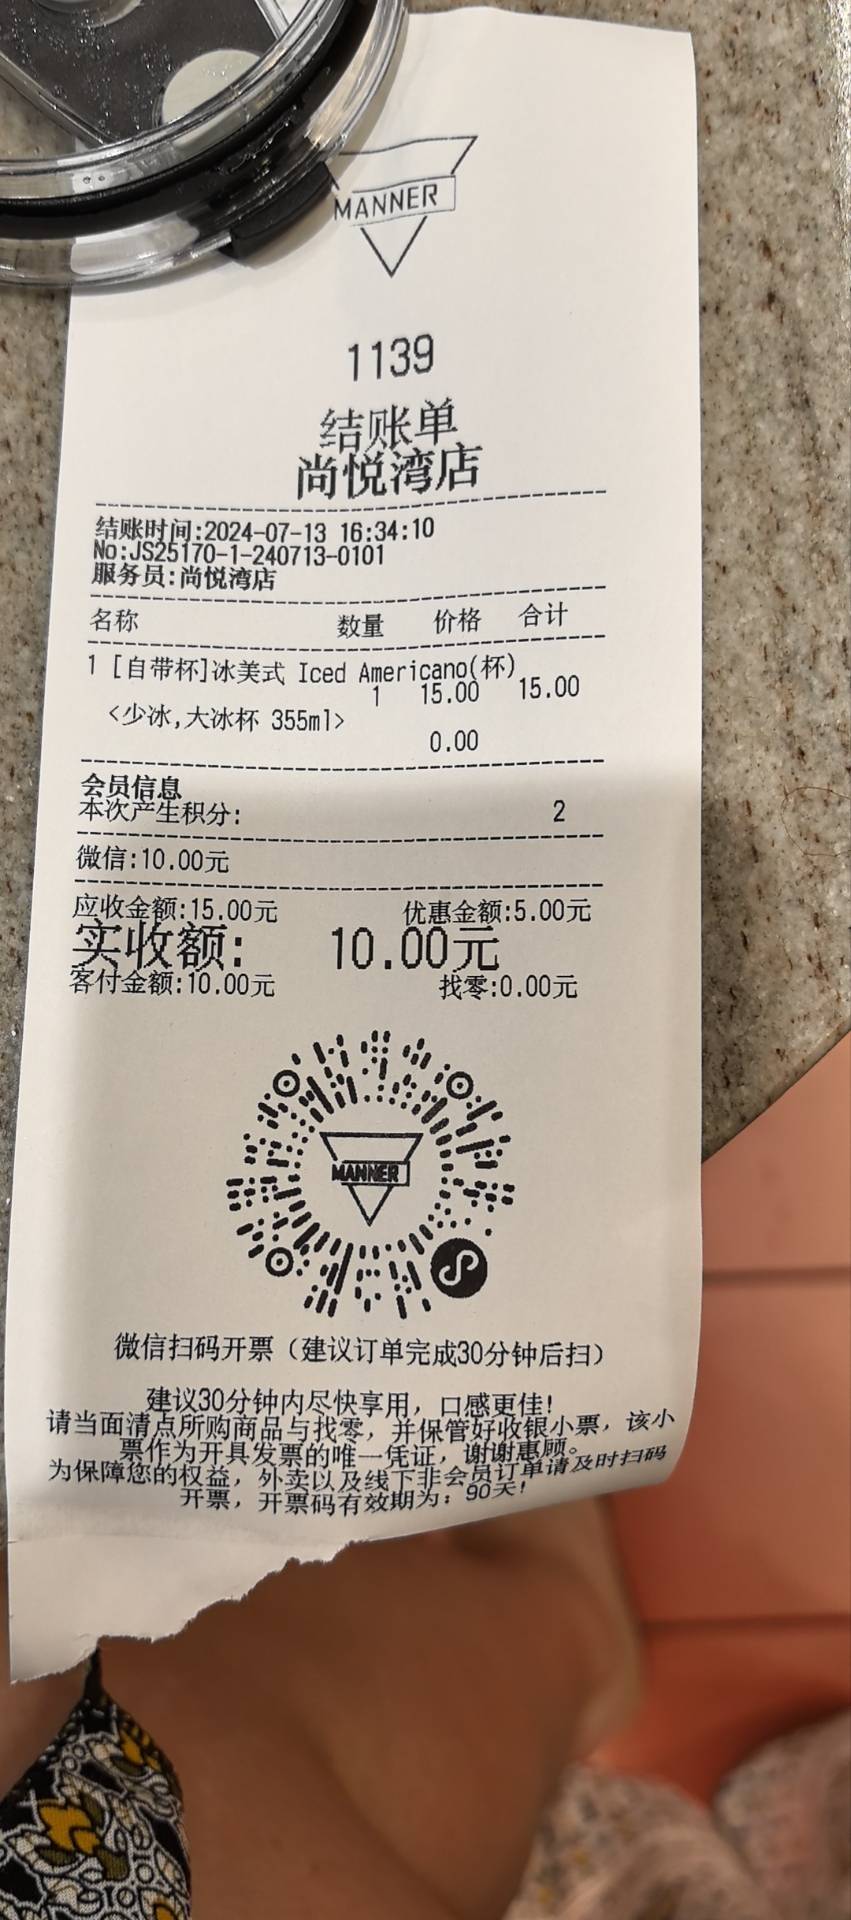 MANNER
1139
结账单
尚悦湾店
结账时间:2024-07-13 16:34:10
No:JS25170-1-240713-0101
服务员:尚悦湾店
名称 数量 价格 合计
1 [自带杯]冰美式 Iced Americano(杯)
1 15.00 15.00
<少冰,大冰杯 355ml>
0.00
会员信息
本次产生积分: 2
微信:10.00元
应收金额:15.00元 优惠金额:5.00元
实收额: 10.00元
客付金额:10.00元 找零:0.00元
MANNER
微信扫码开票（建议订单完成30分钟后扫）
建议30分钟内尽快享用，口感更佳!
请当面清点所购商品与找零，并保管好收银小票，该小
票作为开具发票的唯一凭证，谢谢惠顾。
为保障您的权益，外卖以及线下非会员订单请及时扫码
开票，开票码有效期为：90天!